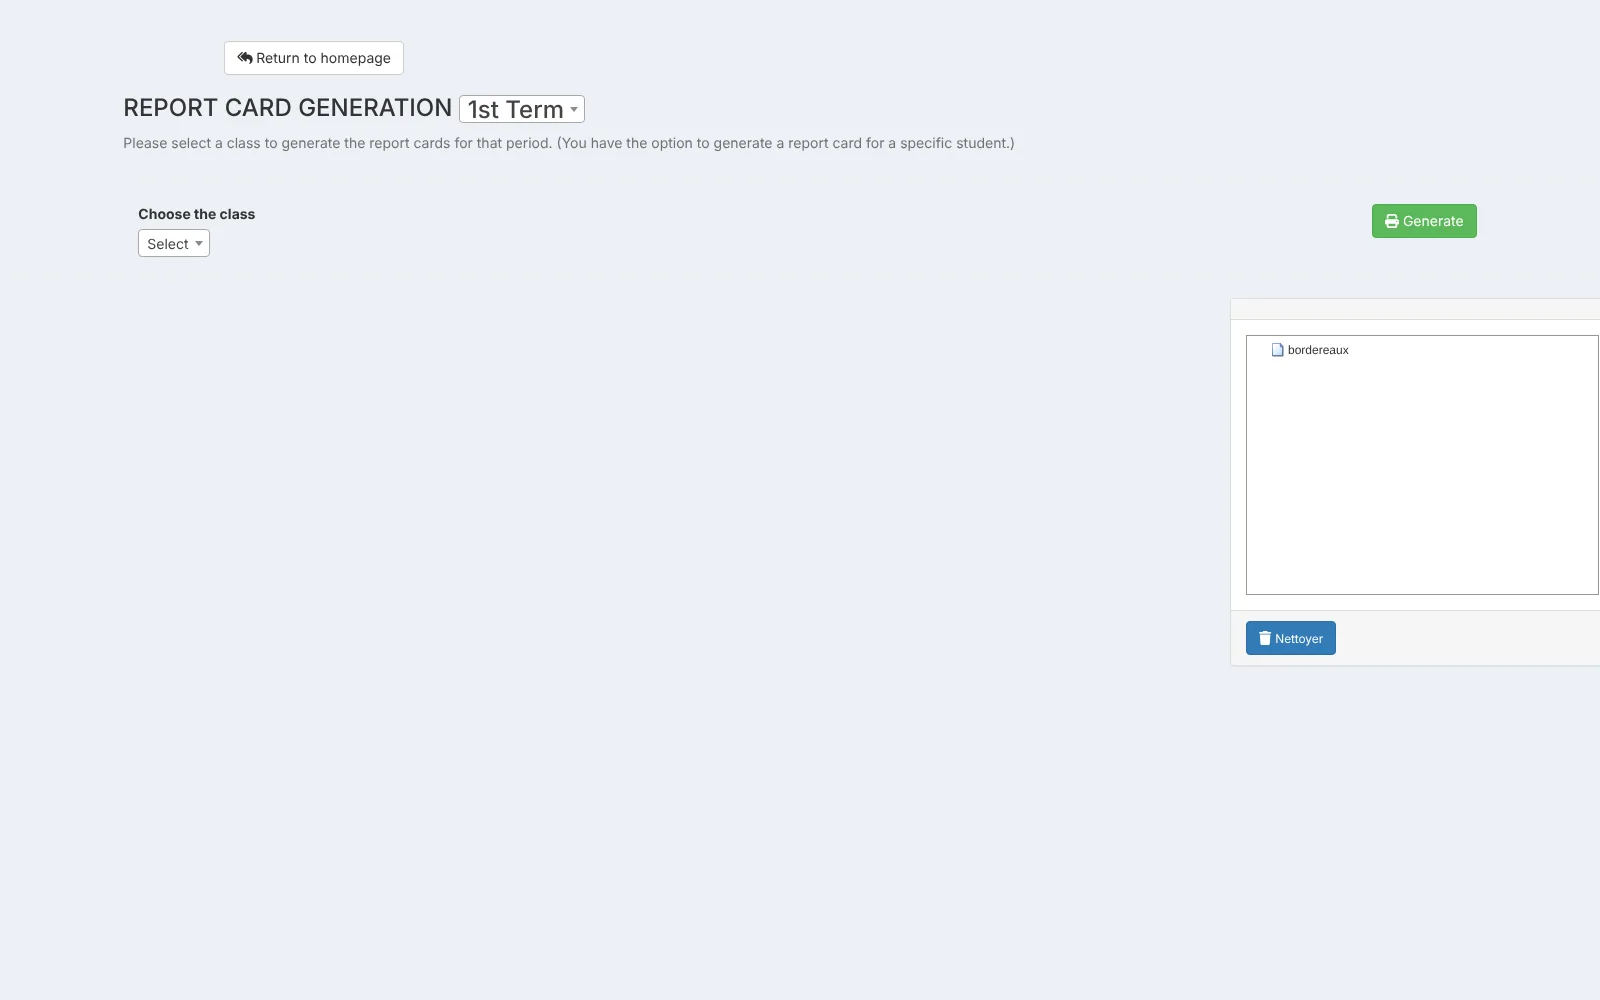 Return to homepage
REPORT CARD GENERATION 1st Term
Please select a class to generate the report cards for that period. (You have the option to generate a report card for a specific student.)
Choose the class
Select
Generate
bordereaux
Nettoyer